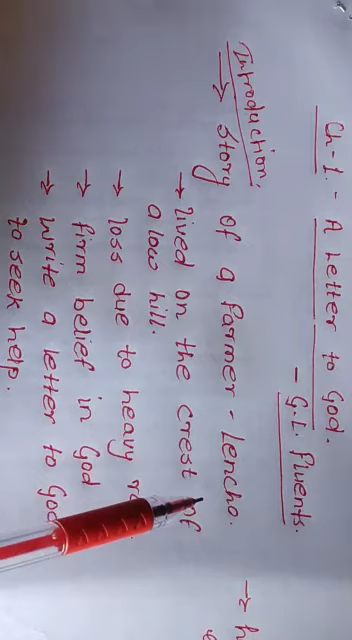 Ch-1. - A Letter to God.
- G.L. fluents.
Introduction,
→ Story of a farmer - Lencho.
→ lived on the crest of
a low hill.
→ loss due to heavy
→ firm belief in God
→ write a letter to God
to seek help.
→